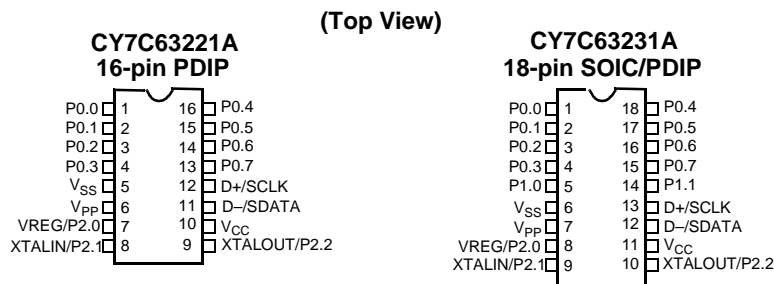 (Top View)
CY7C63221A
16-pin PDIP
P0.0 1 16 P0.4
P0.1 2 15 P0.5
P0.2 3 14 P0.6
P0.3 4 13 P0.7
VSS 5 12 D+/SCLK
VPP 6 11 D–/SDATA
VREG/P2.0 7 10 VCC
XTALIN/P2.1 8 9 XTALOUT/P2.2
CY7C63231A
18-pin SOIC/PDIP
P0.0 1 18 P0.4
P0.1 2 17 P0.5
P0.2 3 16 P0.6
P0.3 4 15 P0.7
P1.0 5 14 P1.1
VSS 6 13 D+/SCLK
VPP 7 12 D–/SDATA
VREG/P2.0 8 11 VCC
XTALIN/P2.1 9 10 XTALOUT/P2.2